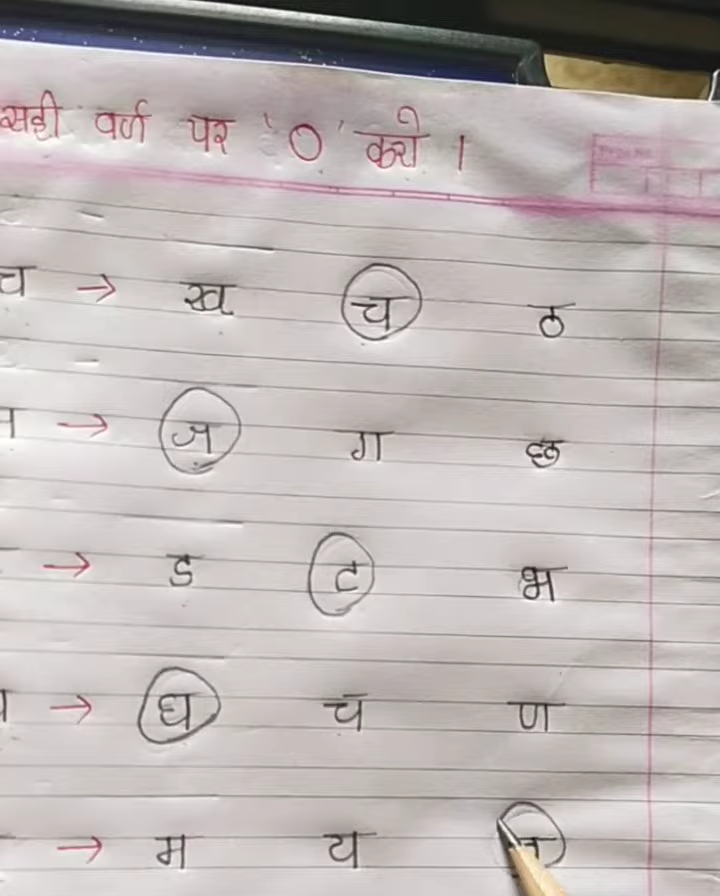 सही वर्ण पर '0' करो ।
च → ख च ठ
→ ज ग छ
→ ड ट भ
→ घ च ण
→ म य